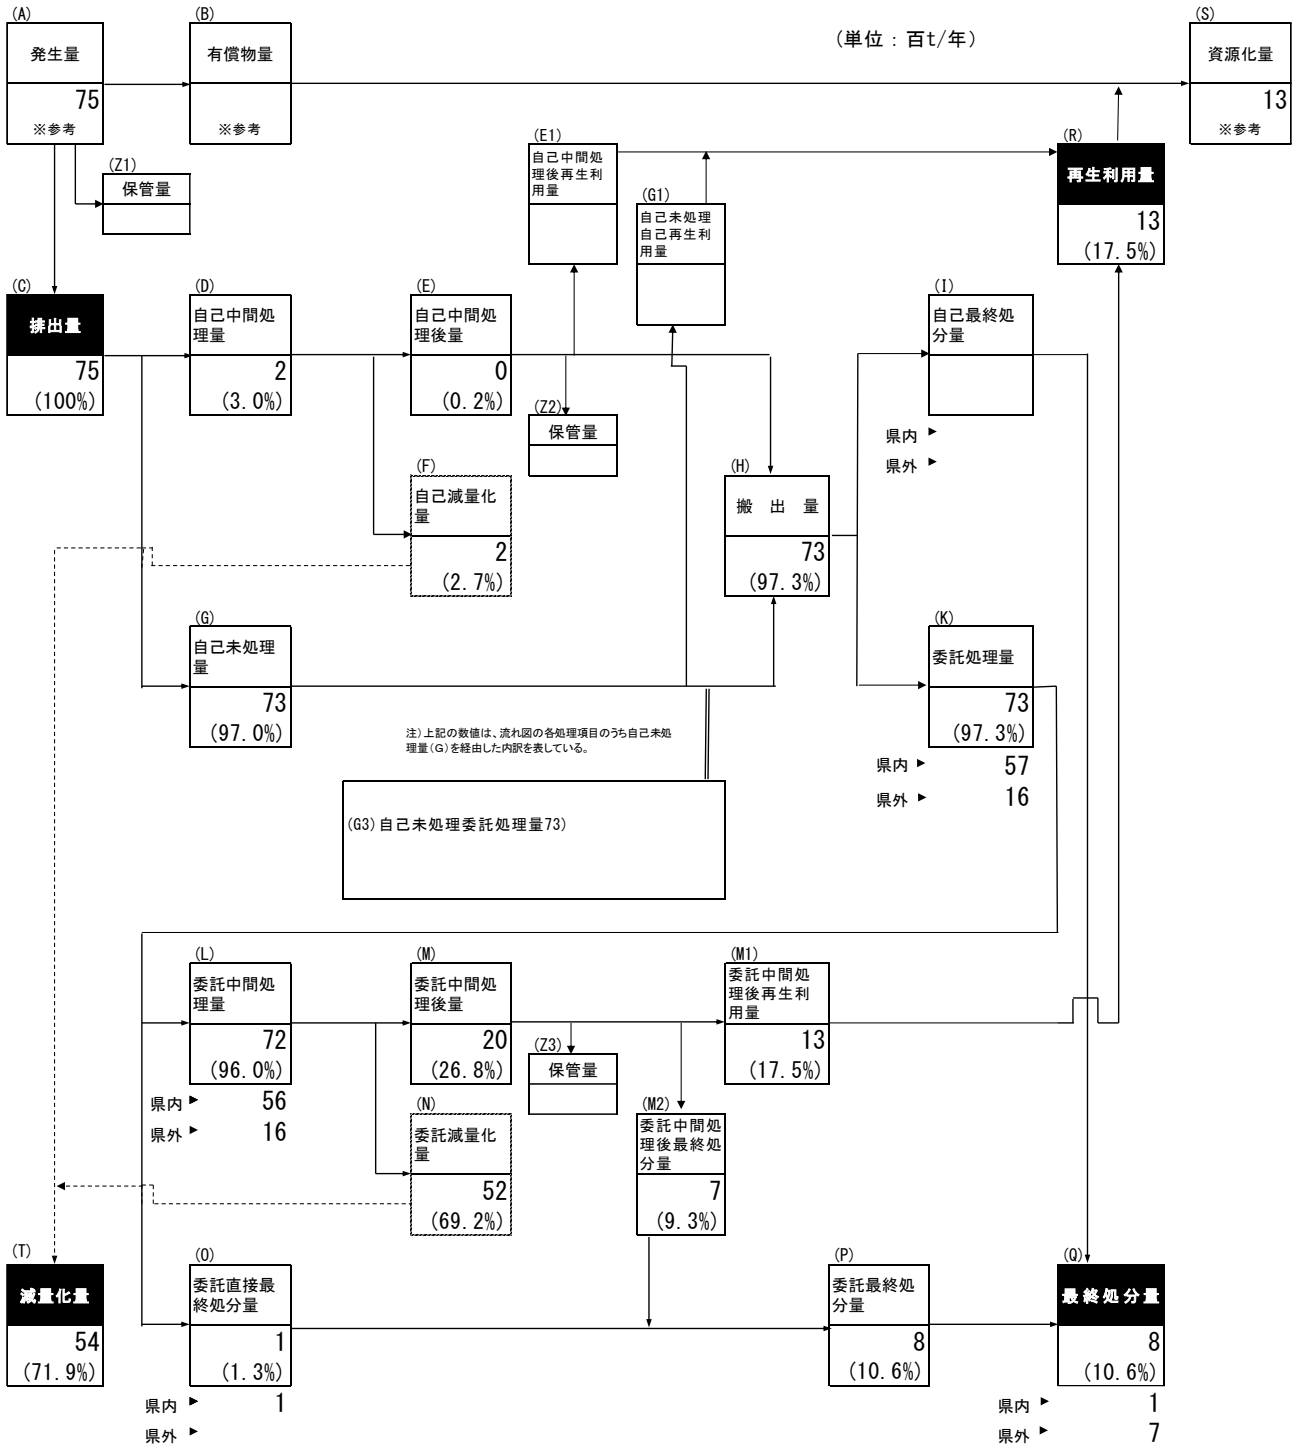 (A)
発生量
75
※参考
(B)
有償物量
※参考
(単位：百t/年)
(S)
資源化量
13
※参考
(Z1)
保管量
(E1)
自己中間処
理後再生利
用量
(G1)
自己未処理
自己再生利
用量
(R)
再生利用量
13
(17.5%)
(C)
排出量
75
(100%)
(D)
自己中間処
理量
2
(3.0%)
(E)
自己中間処
理後量
0
(0.2%)
(Z2)
保管量
(I)
自己最終処
分量
県内 ►
県外 ►
(F)
自己減量化
量
2
(2.7%)
(H)
搬 出 量
73
(97.3%)
(G)
自己未処理
量
73
(97.0%)
(K)
委託処理量
73
(97.3%)
県内 ► 57
県外 ► 16
注)上記の数値は、流れ図の各処理項目のうち自己未処
理量(G)を経由した内訳を表している。
(G3)自己未処理委託処理量73)
(L)
委託中間処
理量
72
(96.0%)
県内 ► 56
県外 ► 16
(M)
委託中間処
理後量
20
(26.8%)
(Z3)
保管量
(M1)
委託中間処
理後再生利
用量
13
(17.5%)
(N)
委託減量化
量
52
(69.2%)
(M2)
委託中間処
理後最終処
分量
7
(9.3%)
(T)
減量化量
54
(71.9%)
(O)
委託直接最
終処分量
1
(1.3%)
県内 ► 1
県外 ►
(P)
委託最終処
分量
8
(10.6%)
(Q)
最終処分量
8
(10.6%)
県内 ► 1
県外 ► 7